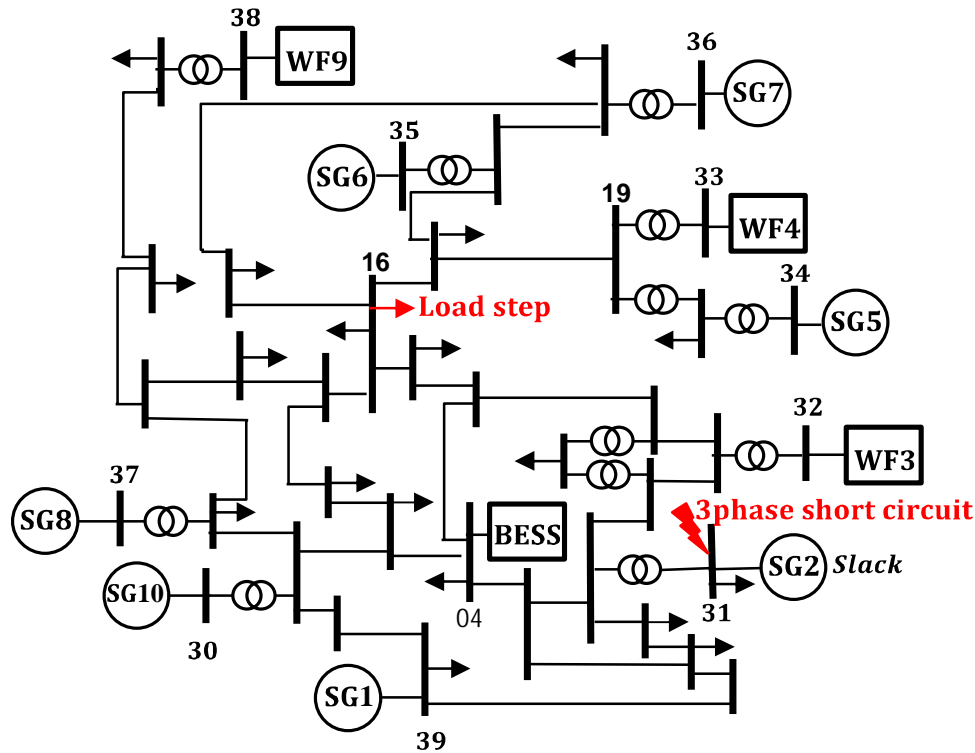 38
WF9
36
SG7
35
SG6
33
19
WF4
16
34
Load step
SG5
32
WF3
37
3phase short circuit
SG8
BESS
SG2 Slack
SG10
04
31
30
SG1
39